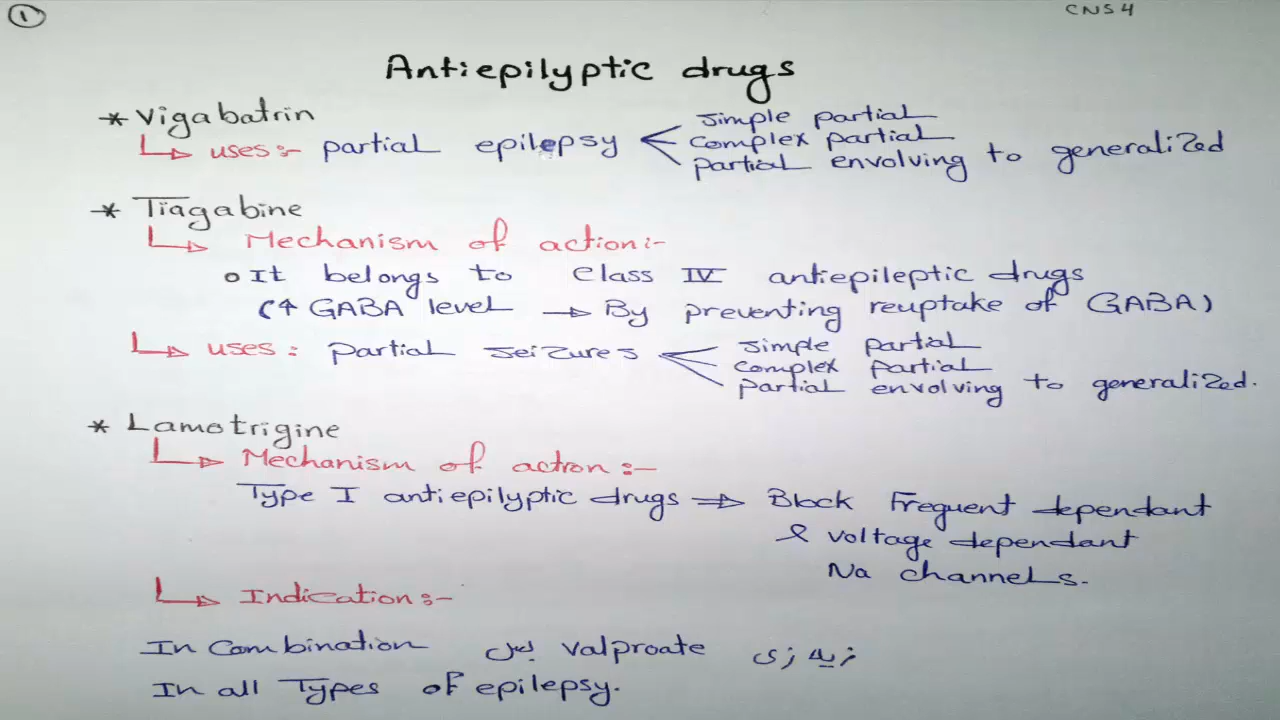 1
CNS 4
Antiepilyptic drugs
* Vigabatrin
uses:- partial epilepsy
simple partial
complex partial
partial envolving to generalized
* Tiagabine
Mechanism of action:-
It belongs to Class IV antiepileptic drugs
(↑ GABA level → By preventing reuptake of GABA)
uses: partial seizures
simple partial
complex partial
partial envolving to generalized.
* Lamotrigine
Mechanism of action:-
Type I antiepilyptic drugs ⇒ Block Frequent dependant
& voltage dependant
Na channels.
Indication:-
In Combination بس valproate زيه زى
In all Types of epilepsy.